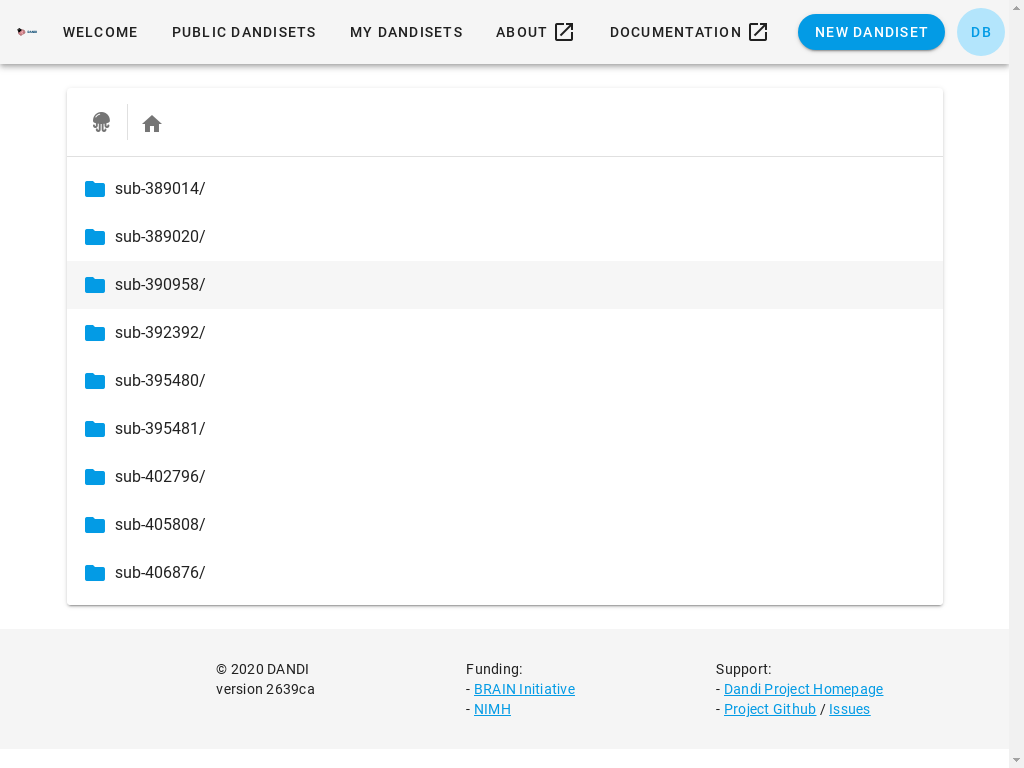 WELCOME PUBLIC DANDISETS MY DANDISETS ABOUT DOCUMENTATION NEW DANDISET DB
sub-389014/
sub-389020/
sub-390958/
sub-392392/
sub-395480/
sub-395481/
sub-402796/
sub-405808/
sub-406876/
© 2020 DANDI
version 2639ca
Funding:
- BRAIN Initiative
- NIMH
Support:
- Dandi Project Homepage
- Project Github / Issues